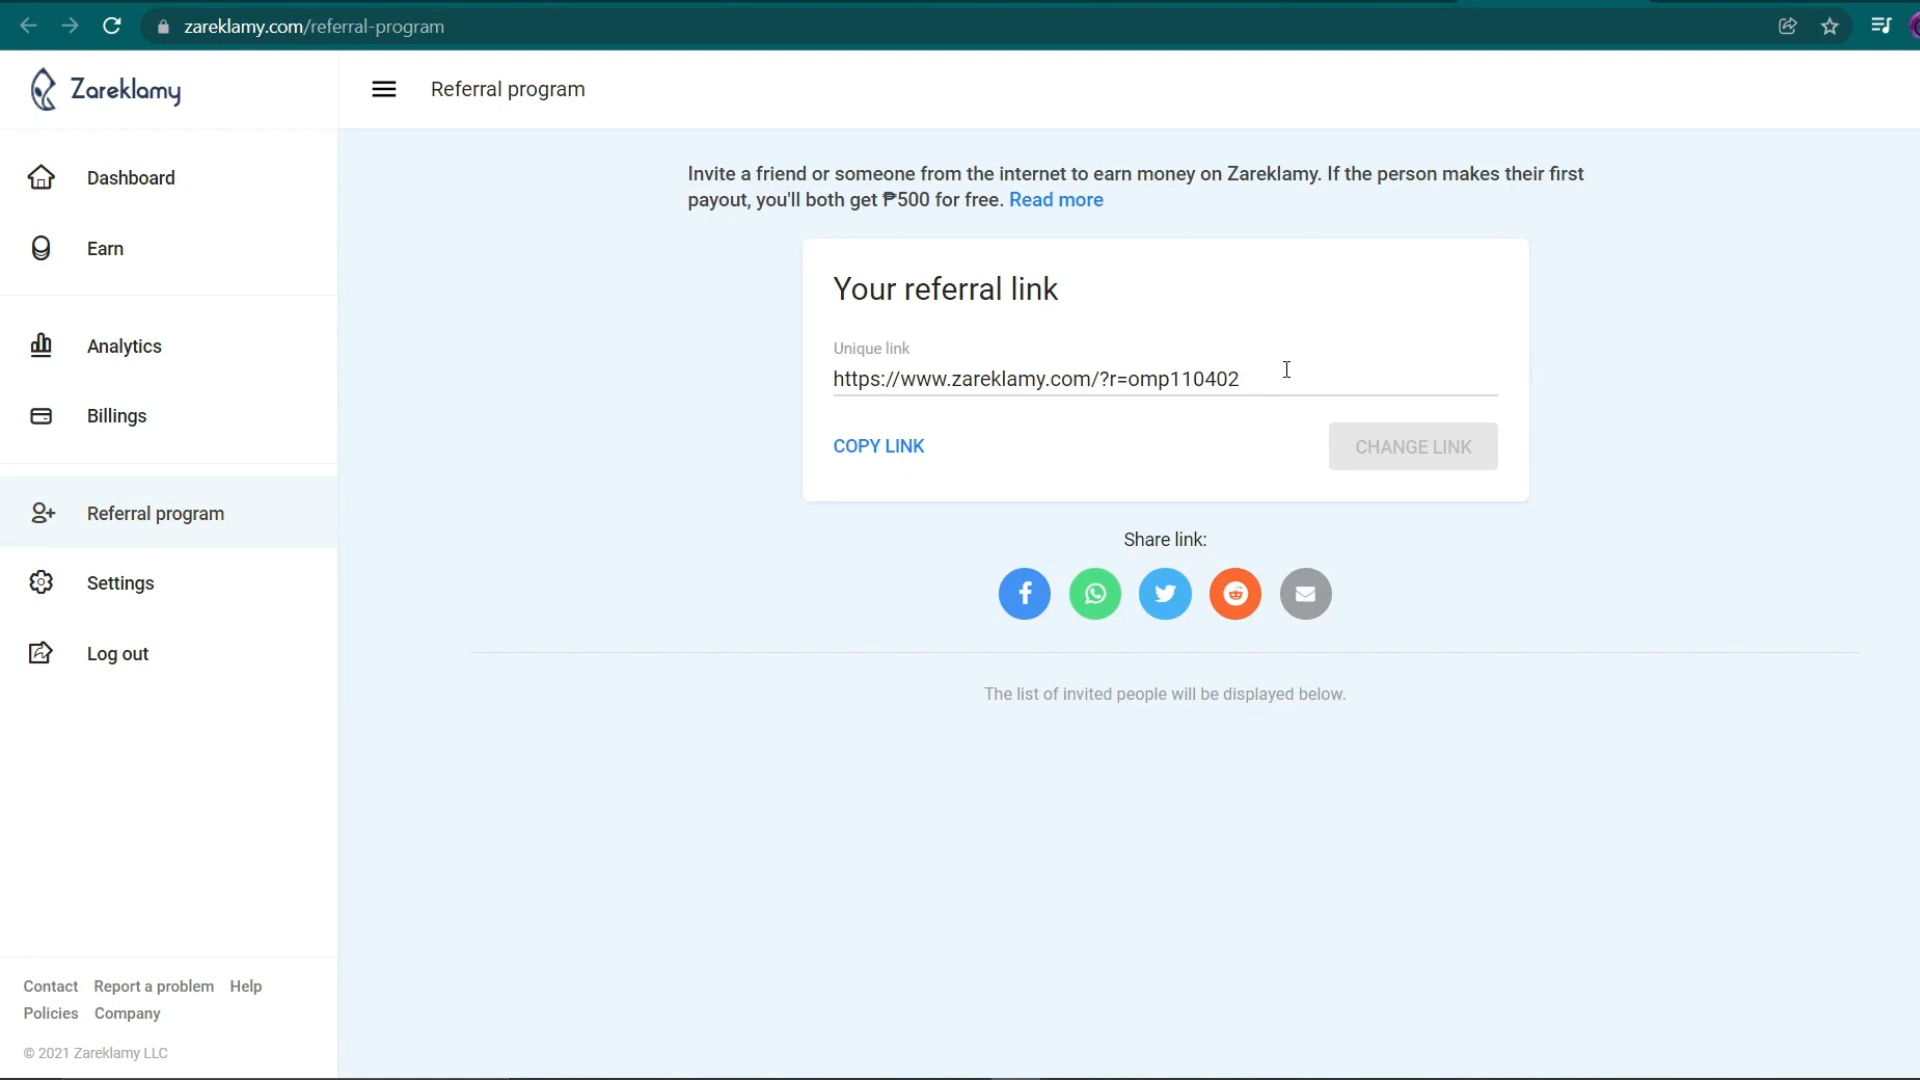 zareklamy.com/referral-program
Zareklamy
Referral program
Dashboard
Earn
Analytics
Billings
Referral program
Settings
Log out
Invite a friend or someone from the internet to earn money on Zareklamy. If the person makes their first
payout, you'll both get ₱500 for free. Read more
Your referral link
Unique link
https://www.zareklamy.com/?r=omp110402
COPY LINK
CHANGE LINK
Share link:
The list of invited people will be displayed below.
Contact Report a problem Help
Policies Company
© 2021 Zareklamy LLC